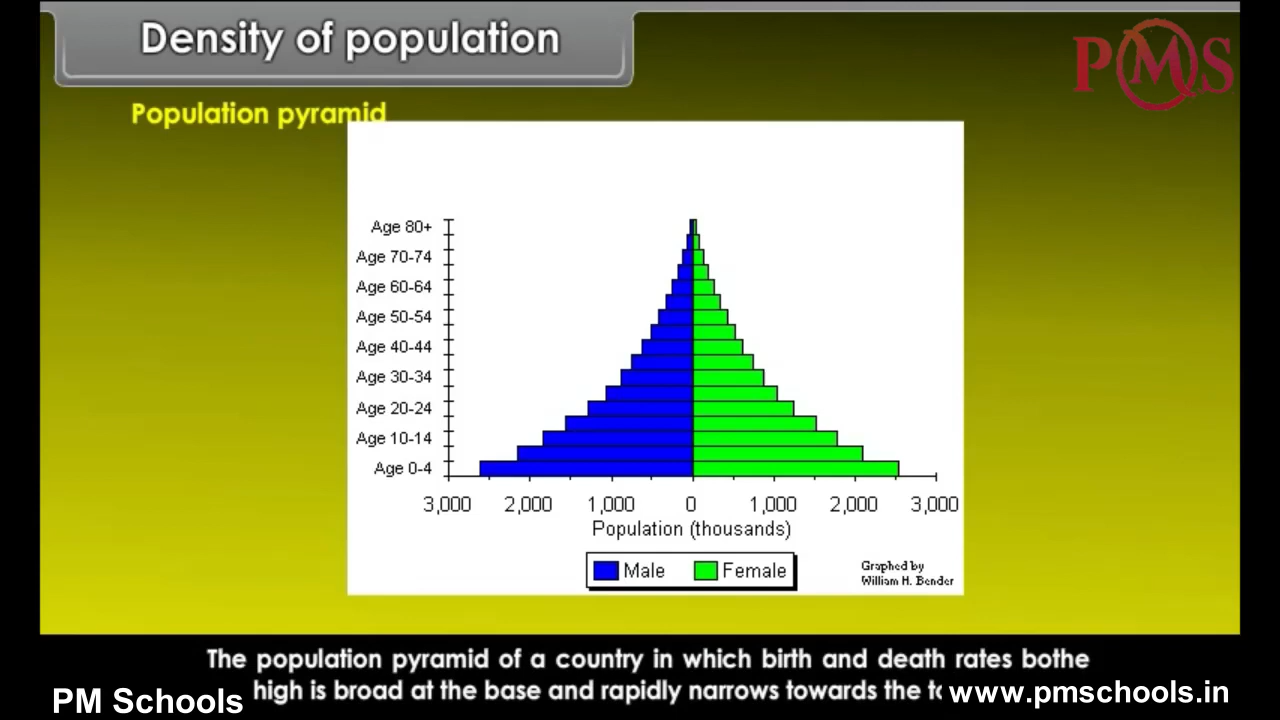 Density of population
PMS
Population pyramid
Age 80+
Age 70-74
Age 60-64
Age 50-54
Age 40-44
Age 30-34
Age 20-24
Age 10-14
Age 0-4
3,000 2,000 1,000 0 1,000 2,000 3,000
Population (thousands)
Male Female
Graphed by
William H. Bender
The population pyramid of a country in which birth and death rates bothe
high is broad at the base and rapidly narrows towards the
PM Schools
www.pmschools.in